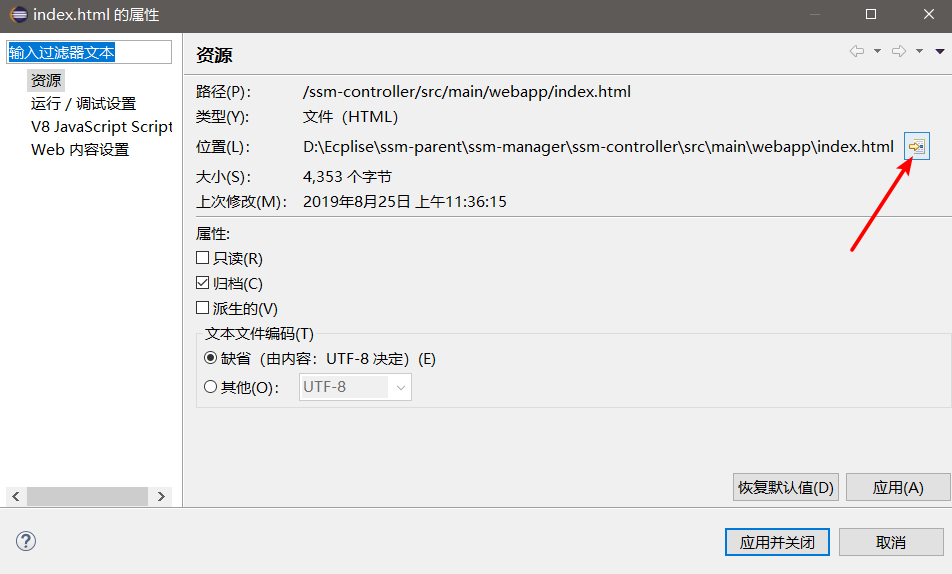 index.html 的属性
输入过滤器文本
资源
运行 / 调试设置
V8 JavaScript Script
Web 内容设置
资源
路径(P)： /ssm-controller/src/main/webapp/index.html
类型(Y)： 文件（HTML）
位置(L)： D:\Ecplise\ssm-parent\ssm-manager\ssm-controller\src\main\webapp\index.html
大小(S)： 4,353 个字节
上次修改(M)： 2019年8月25日 上午11:36:15
属性:
只读(R)
归档(C)
派生的(V)
文本文件编码(T)
缺省（由内容：UTF-8 决定）(E)
其他(O)： UTF-8
恢复默认值(D) 应用(A)
? 应用并关闭 取消